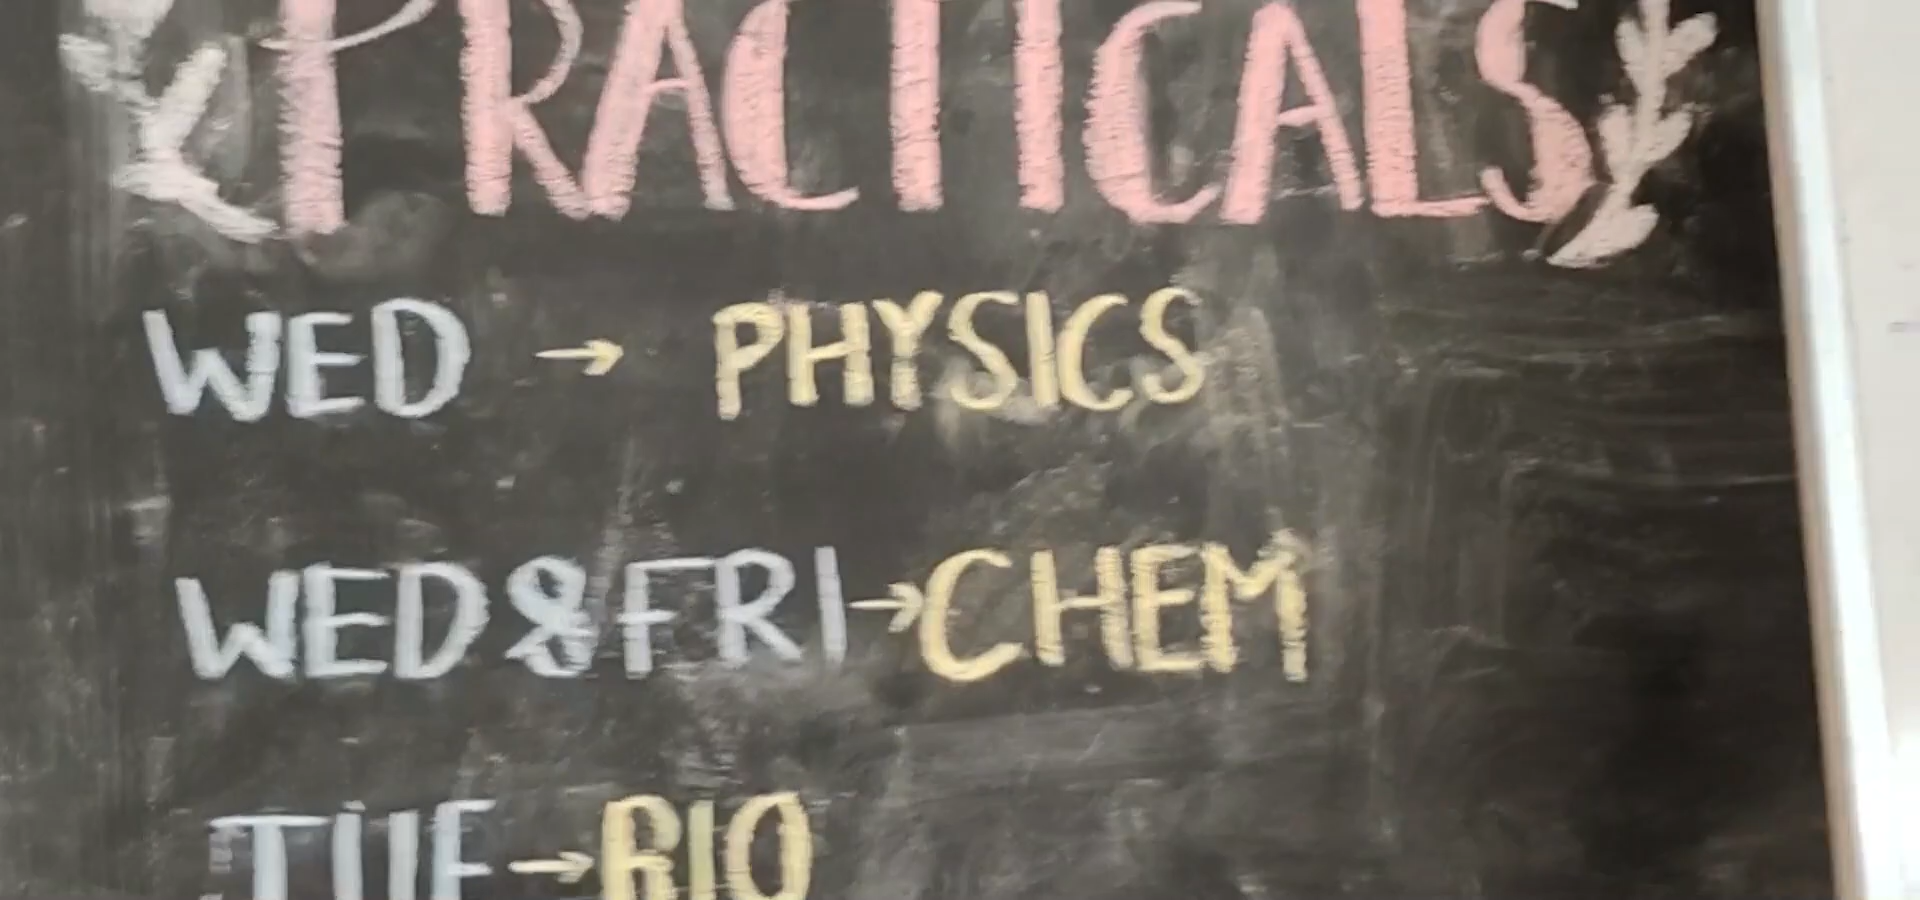 PRACTICALS
WED → PHYSICS
WED & FRI → CHEM
TUE → BIO